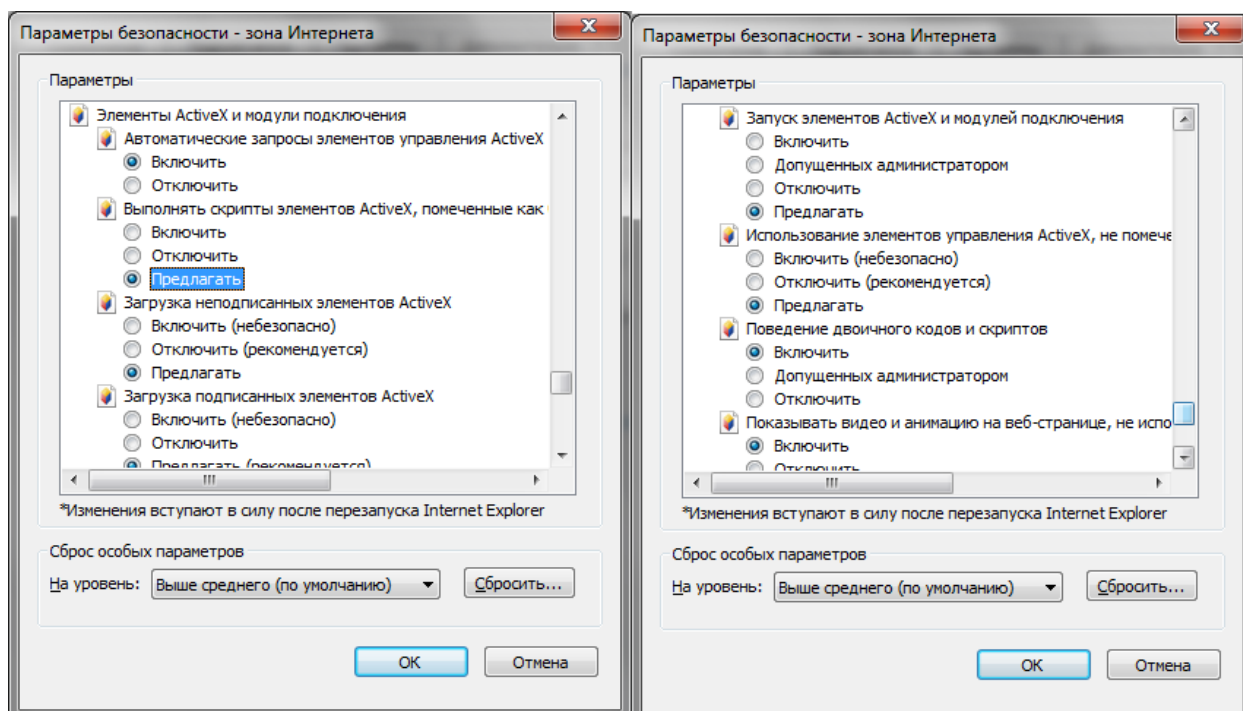 Параметры безопасности - зона Интернета
Параметры
Элементы ActiveX и модули подключения
Автоматические запросы элементов управления ActiveX
Включить
Отключить
Выполнять скрипты элементов ActiveX, помеченные как
Включить
Отключить
Предлагать
Загрузка неподписанных элементов ActiveX
Включить (небезопасно)
Отключить (рекомендуется)
Предлагать
Загрузка подписанных элементов ActiveX
Включить (небезопасно)
Отключить
Предлагать (рекомендуется)
*Изменения вступают в силу после перезапуска Internet Explorer
Сброс особых параметров
На уровень: Выше среднего (по умолчанию) Сбросить...
ОК Отмена
Параметры безопасности - зона Интернета
Параметры
Запуск элементов ActiveX и модулей подключения
Включить
Допущенных администратором
Отключить
Предлагать
Использование элементов управления ActiveX, не помече
Включить (небезопасно)
Отключить (рекомендуется)
Предлагать
Поведение двоичного кодов и скриптов
Включить
Допущенных администратором
Отключить
Показывать видео и анимацию на веб-странице, не испо
Включить
Отключить
*Изменения вступают в силу после перезапуска Internet Explorer
Сброс особых параметров
На уровень: Выше среднего (по умолчанию) Сбросить...
ОК Отмена